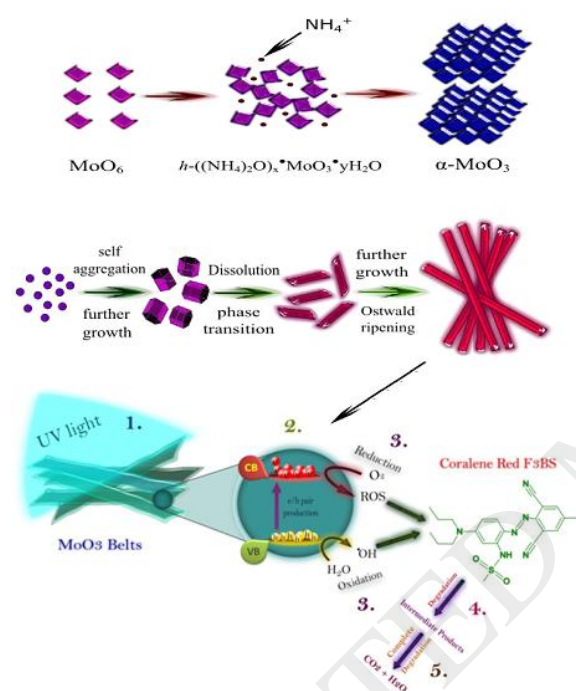 NH₄⁺
MoO₆
h-((NH₄)₂O)ₓ•MoO₃•yH₂O
α-MoO₃
self
aggregation
further
growth
Dissolution
phase
transition
further
growth
Ostwald
ripening
UV light
1.
2.
3.
CB
e/h pair
production
VB
Reduction
O₂
ROS
•OH
H₂O
Oxidation
3.
MoO3 Belts
Coralene Red F3BS
N
N
N
N
N
NH
S
O
O
Degradation
4.
Intermediate Products
Complete
Degradation
CO2 + H2O
5.
TED